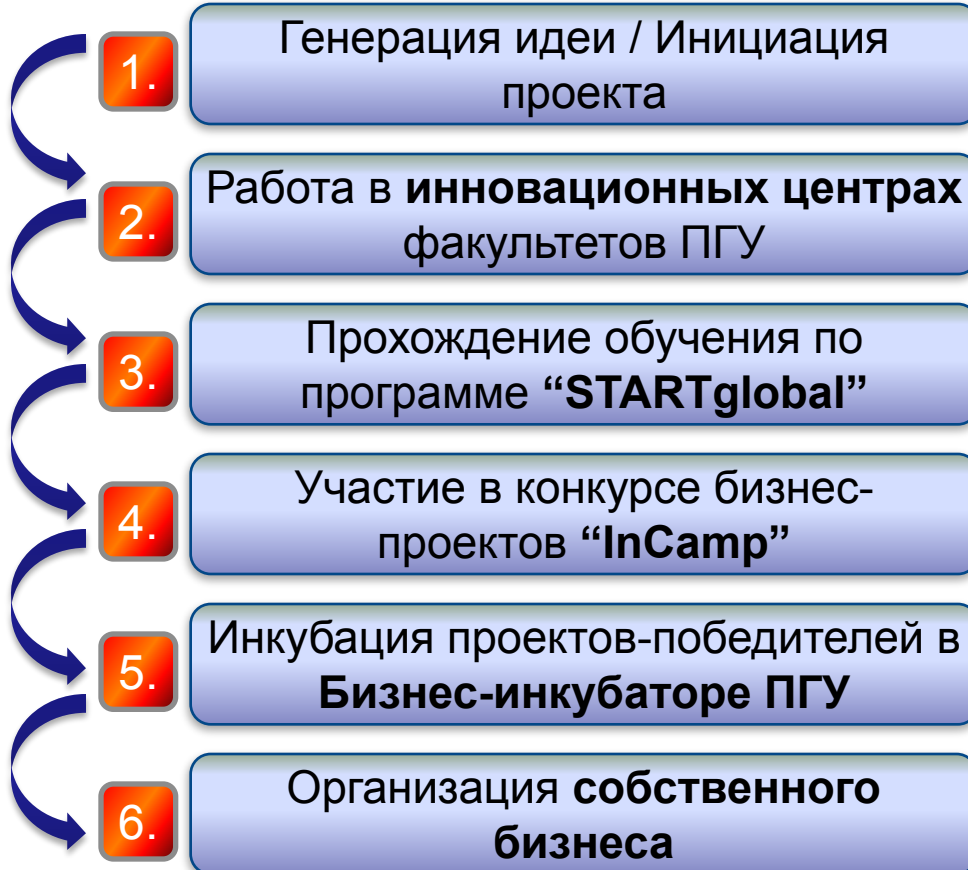 1.
Генерация идеи / Инициация
проекта
2.
Работа в инновационных центрах
факультетов ПГУ
3.
Прохождение обучения по
программе “STARTglobal”
4.
Участие в конкурсе бизнес-
проектов “InCamp”
5.
Инкубация проектов-победителей в
Бизнес-инкубаторе ПГУ
6.
Организация собственного
бизнеса